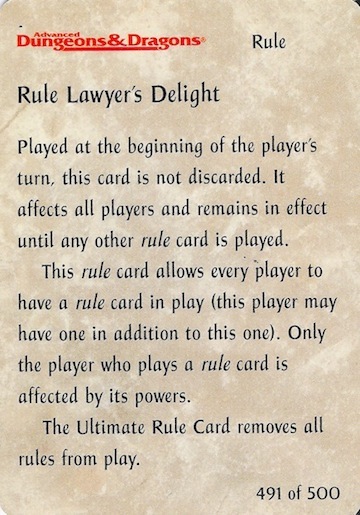 Advanced
Dungeons&Dragons® Rule
Rule Lawyer's Delight
Played at the beginning of the player's
turn, this card is not discarded. It
affects all players and remains in effect
until any other rule card is played.
This rule card allows every player to
have a rule card in play (this player may
have one in addition to this one). Only
the player who plays a rule card is
affected by its powers.
The Ultimate Rule Card removes all
rules from play.
491 of 500